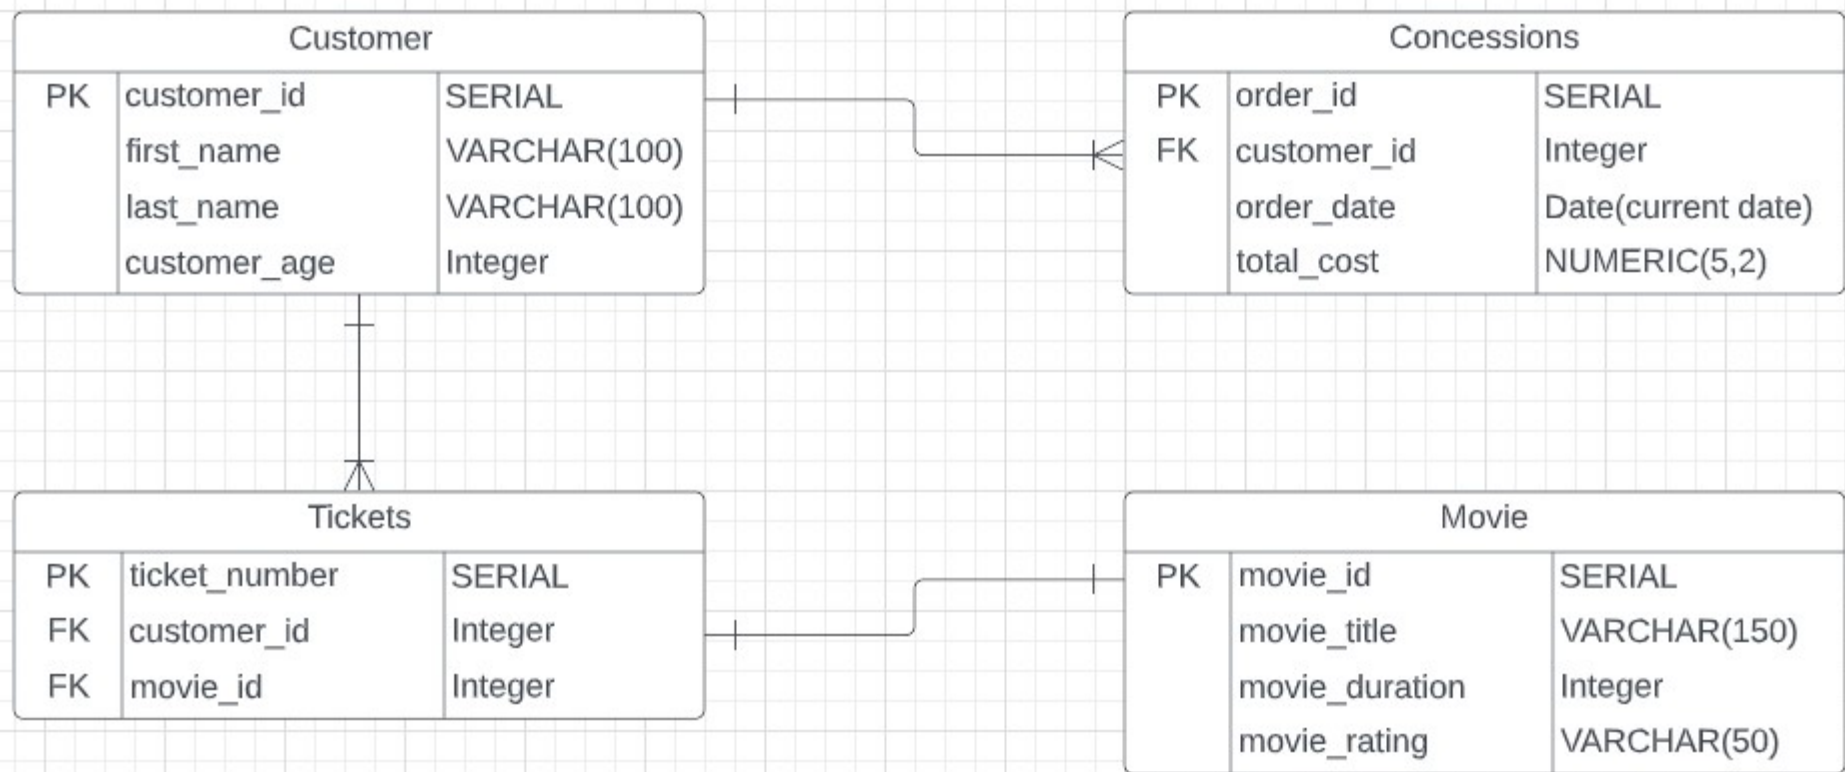 Customer
PK customer_id SERIAL
first_name VARCHAR(100)
last_name VARCHAR(100)
customer_age Integer
Concessions
PK order_id SERIAL
FK customer_id Integer
order_date Date(current date)
total_cost NUMERIC(5,2)
Tickets
PK ticket_number SERIAL
FK customer_id Integer
FK movie_id Integer
Movie
PK movie_id SERIAL
movie_title VARCHAR(150)
movie_duration Integer
movie_rating VARCHAR(50)